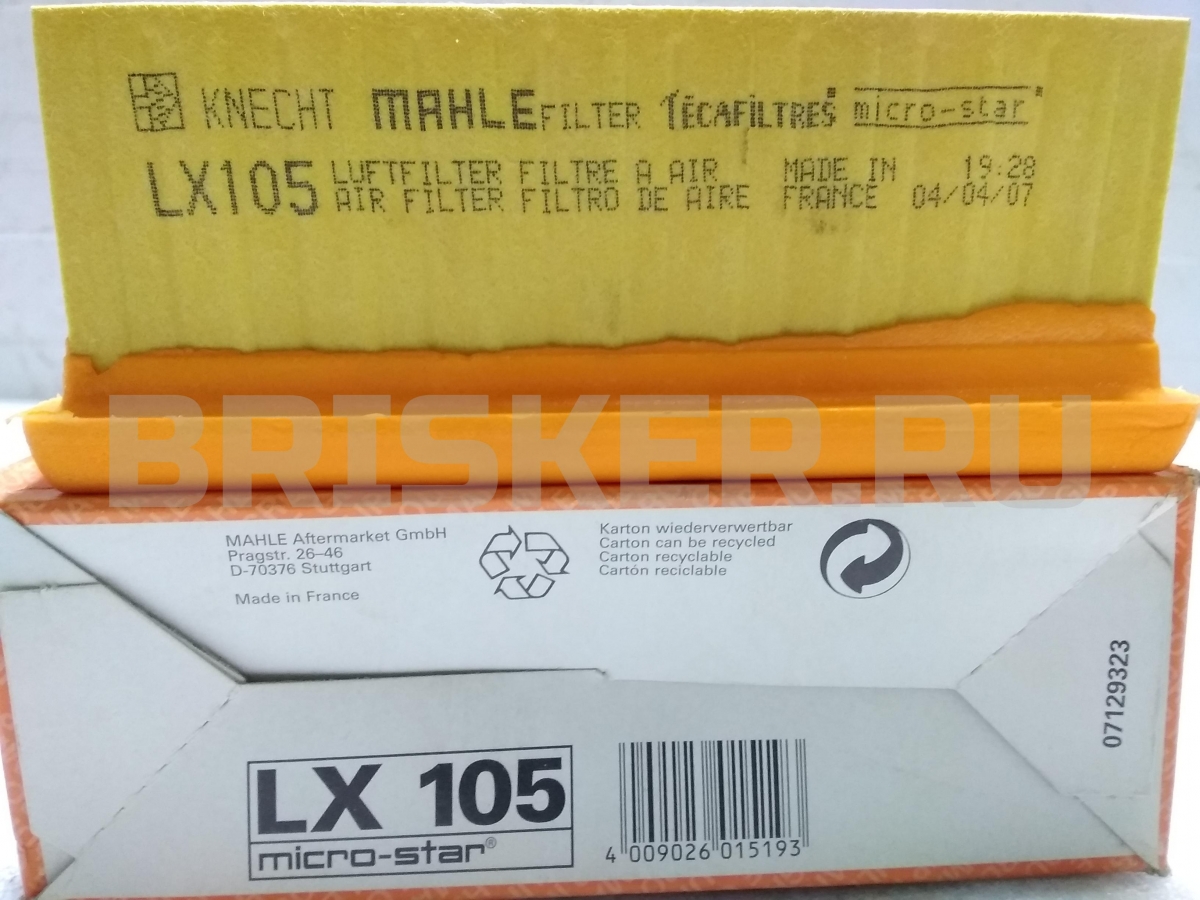 KNECHT MAHLE FILTER TECAFILTRES® micro-star®
LX105 LUFTFILTER FILTRE A AIR MADE IN 19:28
AIR FILTER FILTRO DE AIRE FRANCE 04/04/07
BRISKER.RU
MAHLE Aftermarket GmbH
Pragstr. 26–46
D-70376 Stuttgart
Made in France
Karton wiederverwertbar
Carton can be recycled
Carton recyclable
Cartón reciclable
07129323
LX 105
micro-star®
4 009026 015193